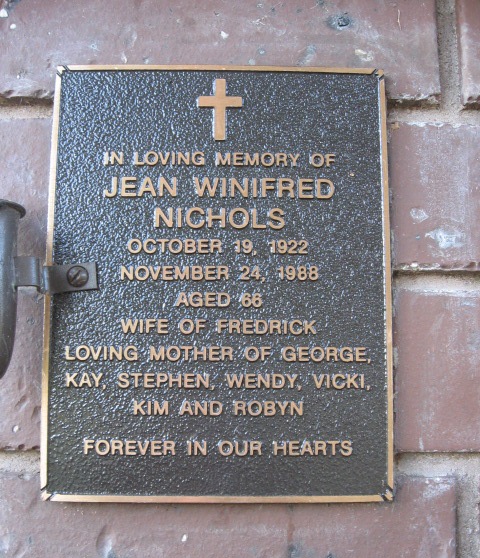 IN LOVING MEMORY OF
JEAN WINIFRED
NICHOLS
OCTOBER 19, 1922
NOVEMBER 24, 1988
AGED 66
WIFE OF FREDRICK
LOVING MOTHER OF GEORGE,
KAY, STEPHEN, WENDY, VICKI,
KIM AND ROBYN
FOREVER IN OUR HEARTS